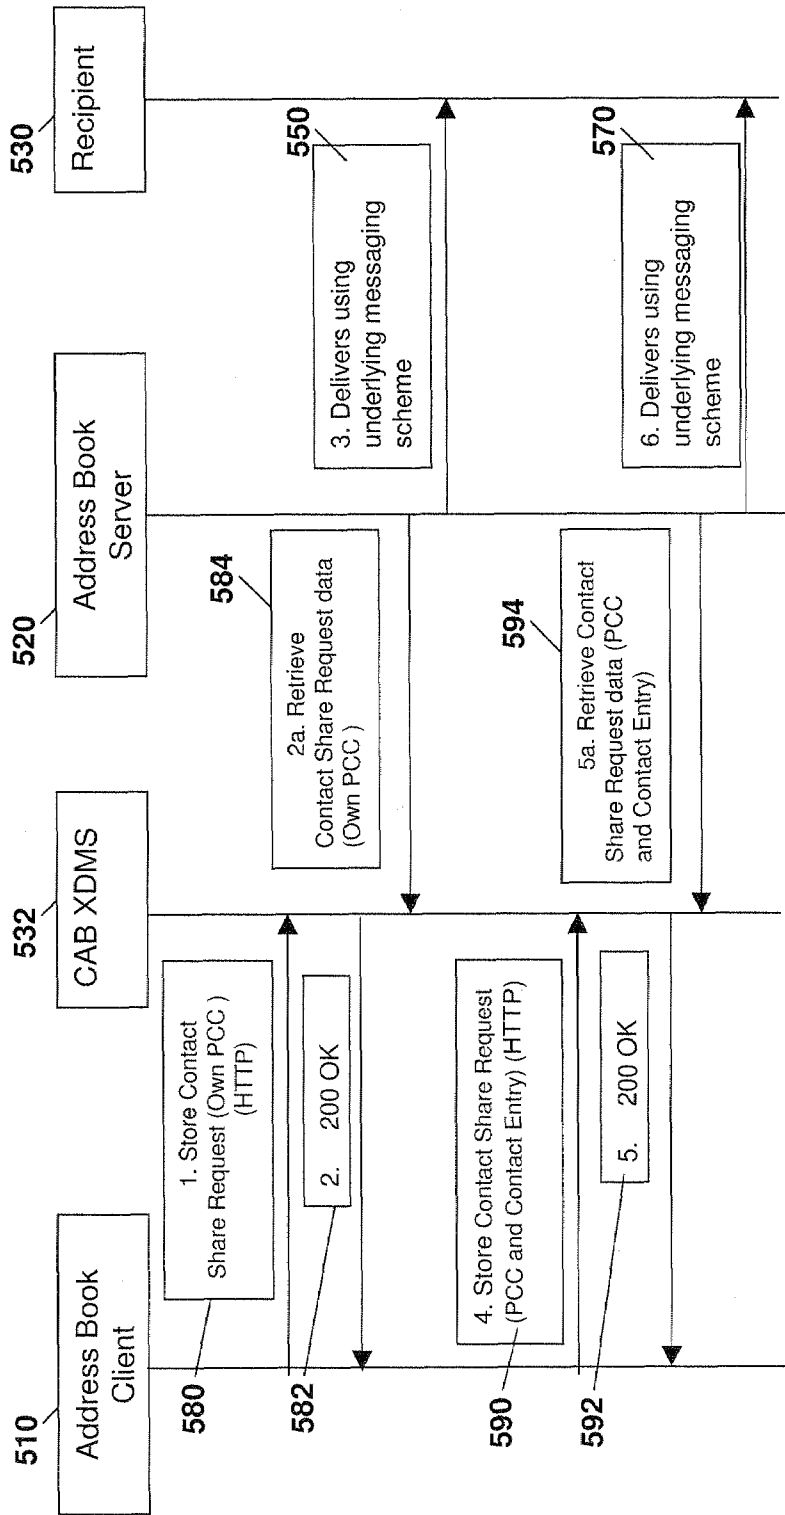 510
Address Book
Client
532
CAB XDMS
520
Address Book
Server
530
Recipient
580
1. Store Contact
Share Request (Own PCC )
(HTTP)
582
2. 200 OK
584
2a. Retrieve
Contact Share Request data
(Own PCC )
550
3. Delivers using
underlying messaging
scheme
590
4. Store Contact Share Request
(PCC and Contact Entry) (HTTP)
592
5. 200 OK
594
5a. Retrieve Contact
Share Request data (PCC
and Contact Entry)
570
6. Delivers using
underlying messaging
scheme